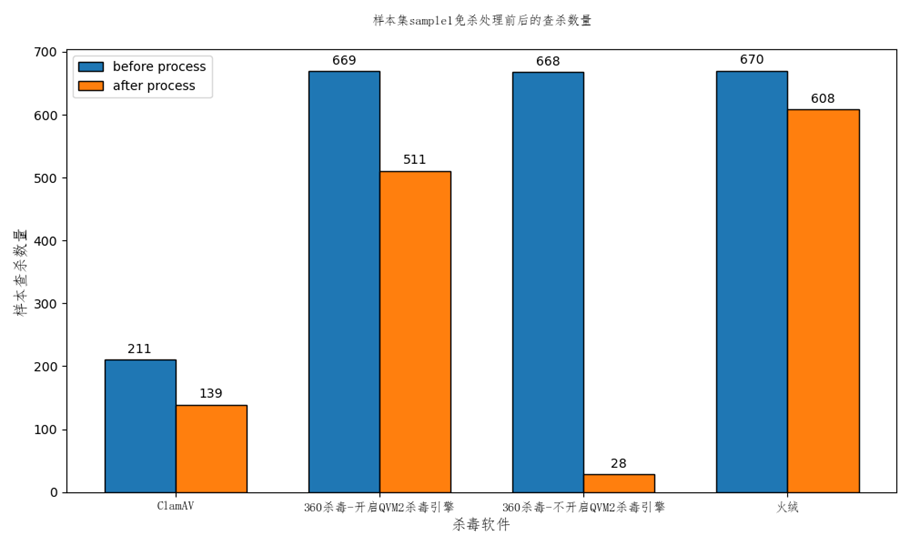 样本集sample1免杀处理前后的查杀数量
before process
after process
样本查杀数量
700
600
500
400
300
200
100
0
211
139
669
511
668
28
670
608
ClamAV
360杀毒-开启QVM2杀毒引擎
360杀毒-不开启QVM2杀毒引擎
火绒
杀毒软件